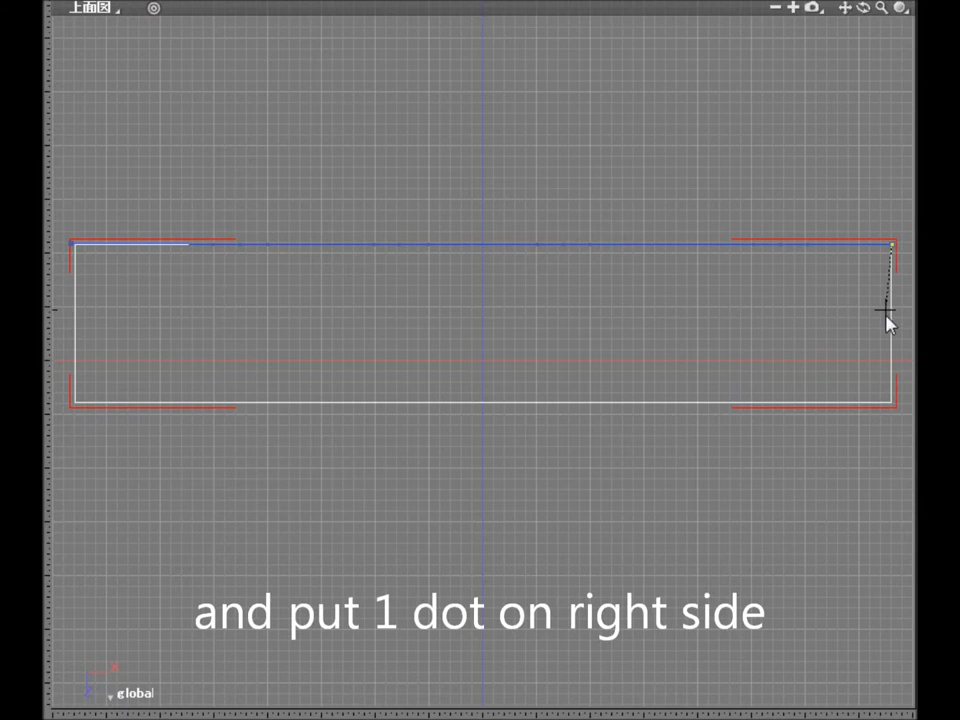 上面図
and put 1 dot on right side
X
Z
global